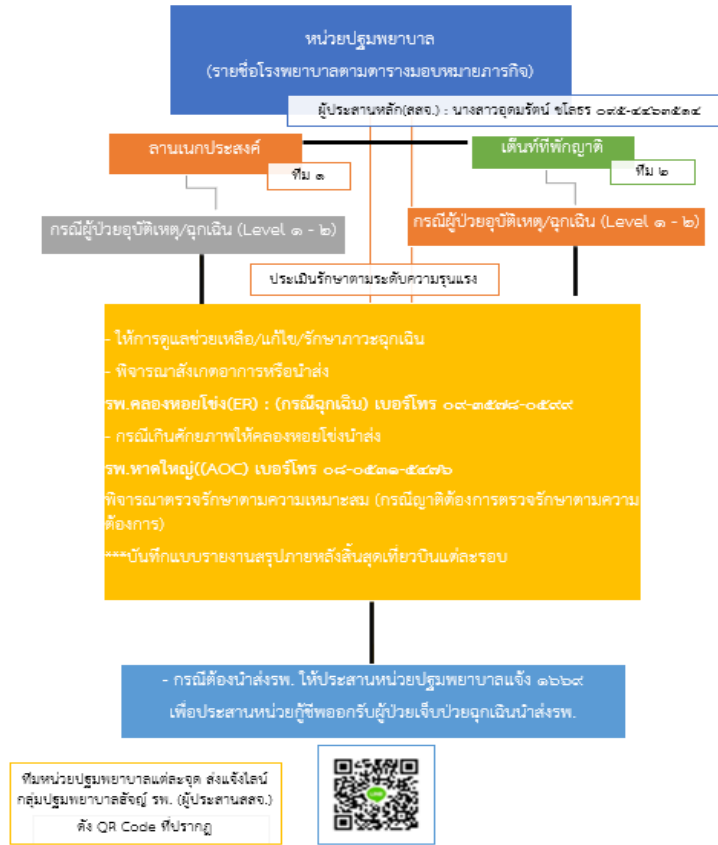 หน่วยปฐมพยาบาล
(รายชื่อโรงพยาบาลตามตารางมอบหมายภารกิจ)
ผู้ประสานหลัก(สสจ.) : นางสาวอุดมรัตน์ ชโลธร ๐๙๕-๔๔๖๓๕๑๔
ลานเนกประสงค์
ทีม ๑
เต็นท์ที่พักญาติ
ทีม ๒
กรณีผู้ป่วยอุบัติเหตุ/ฉุกเฉิน (Level ๑ - ๒)
กรณีผู้ป่วยอุบัติเหตุ/ฉุกเฉิน (Level ๑ - ๒)
ประเมินรักษาตามระดับความรุนแรง
- ให้การดูแลช่วยเหลือ/แก้ไข/รักษาภาวะฉุกเฉิน
- พิจารณาสังเกตอาการหรือนำส่ง
รพ.คลองหอยโข่ง(ER) : (กรณีฉุกเฉิน) เบอร์โทร ๐๙-๓๕๗๘-๐๕๙๙
- กรณีเกินศักยภาพให้คลองหอยโข่งนำส่ง
รพ.หาดใหญ่((AOC) เบอร์โทร ๐๘-๐๕๓๑-๕๔๗๖
พิจารณาตรวจรักษาตามความเหมาะสม (กรณีญาติต้องการตรวจรักษาตามความ
ต้องการ)
***บันทึกแบบรายงานสรุปภายหลังสิ้นสุดเที่ยวบินแต่ละรอบ
- กรณีต้องนำส่งรพ. ให้ประสานหน่วยปฐมพยาบาลแจ้ง ๑๖๖๙
เพื่อประสานหน่วยกู้ชีพออกรับผู้ป่วยเจ็บป่วยฉุกเฉินนำส่งรพ.
ทีมหน่วยปฐมพยาบาลแต่ละจุด ส่งแจ้งไลน์
กลุ่มปฐมพยาบาลฮัจญ์ รพ. (ผู้ประสานสสจ.)
ดัง QR Code ที่ปรากฏ